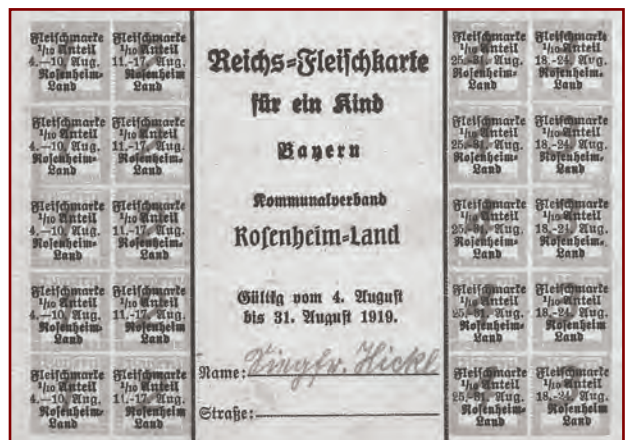 Fleischmarke
1/10 Anteil
4.—10. Aug.
Rosenheim-
Land
Fleischmarke
1/10 Anteil
4.—10. Aug.
Rosenheim-
Land
Fleischmarke
1/10 Anteil
4.—10. Aug.
Rosenheim-
Land
Fleischmarke
1/10 Anteil
4.—10. Aug.
Rosenheim
Land
Fleischmarke
1/10 Anteil
4.—10. Aug.
Rosenheim-
Land
Fleischmarke
1/10 Anteil
11.-17. Aug.
Rosenheim
Land
Fleischmarke
1/10 Anteil
11.-17. Aug.
Rosenheim-
Land
Fleischmarke
1/10 Anteil
11.-17. Aug.
Rosenheim-
Land
Fleischmarke
1/10 Anteil
11.-17. Aug.
Rosenheim
Land
Fleischmarke
1/10 Anteil
11.-17. Aug.
Rosenheim-
Land
Reichs-Fleischkarte
für ein Kind
Bayern
Kommunalverband
Rosenheim-Land
Gültig vom 4. August
bis 31. August 1919.
Name: Siegfr. Hickl
Straße:
Fleischmarke
1/10 Anteil
25.-31. Aug.
Rosenheim-
Land
Fleischmarke
1/10 Anteil
25.-31. Aug.
Rosenheim-
Land
Fleischmarke
1/10 Anteil
25.-31. Aug.
Rosenheim-
Land
Fleischmarke
1/10 Anteil
25.-31. Aug.
Rosenheim
Land
Fleischmarke
1/10 Anteil
25.-31. Aug.
Rosenheim-
Land
Fleischmarke
1/10 Anteil
18.-24. Aug.
Rosenheim-
Land
Fleischmarke
1/10 Anteil
18.-24. Aug.
Rosenheim
Land
Fleischmarke
1/10 Anteil
18.-24. Aug.
Rosenheim-
Land
Fleischmarke
1/10 Anteil
18.-24. Aug.
Rosenheim
Land
Fleischmarke
1/10 Anteil
18.-24. Aug.
Rosenheim
Land